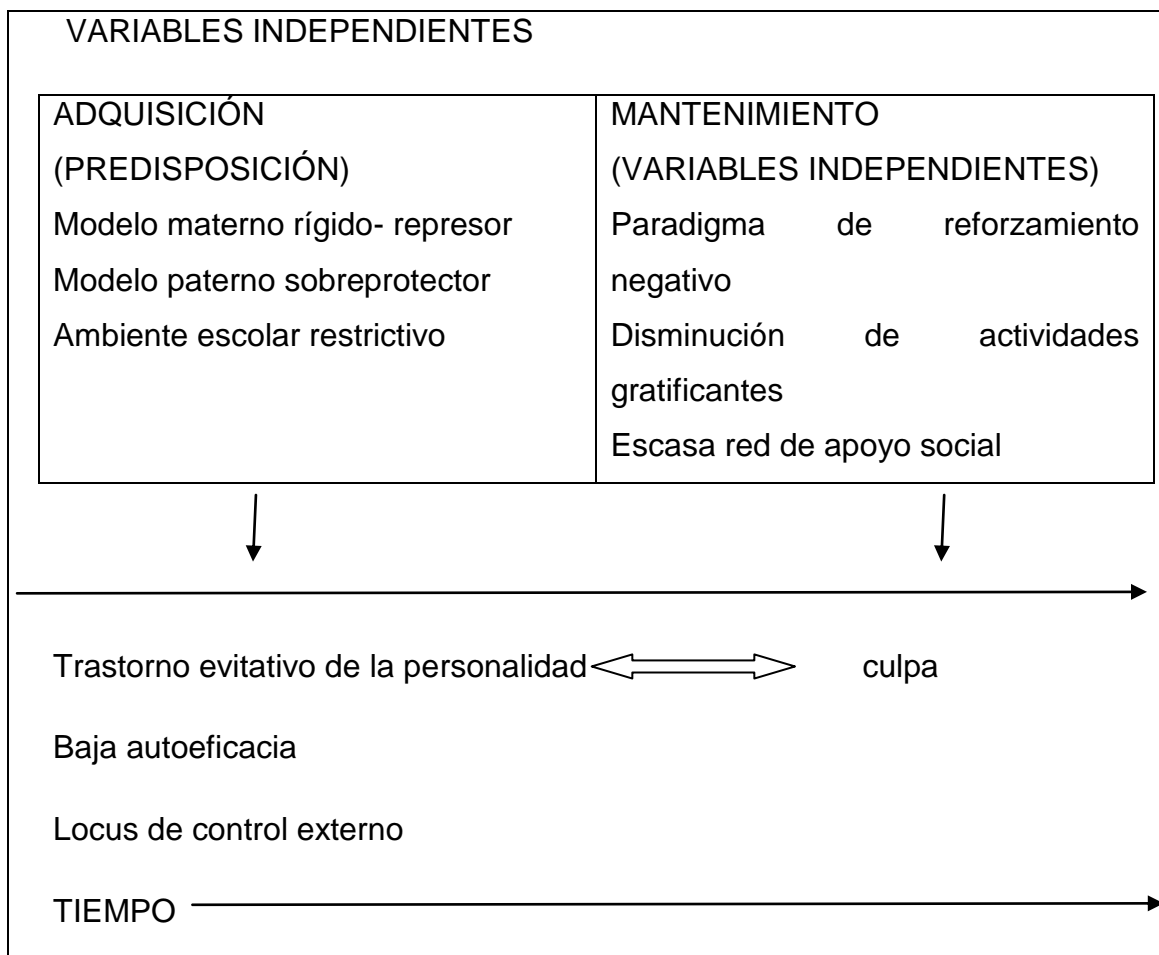 VARIABLES INDEPENDIENTES
ADQUISICIÓN
(PREDISPOSICIÓN)
Modelo materno rígido- represor
Modelo paterno sobreprotector
Ambiente escolar restrictivo
MANTENIMIENTO
(VARIABLES INDEPENDIENTES)
Paradigma de reforzamiento
negativo
Disminución de actividades
gratificantes
Escasa red de apoyo social
Trastorno evitativo de la personalidad culpa
Baja autoeficacia
Locus de control externo
TIEMPO